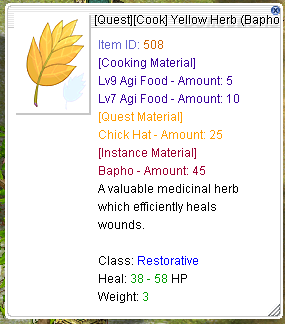 [Quest][Cook] Yellow Herb (Bapho
Item ID: 508
[Cooking Material]
Lv9 Agi Food - Amount: 5
Lv7 Agi Food - Amount: 10
[Quest Material]
Chick Hat - Amount: 25
[Instance Material]
Bapho - Amount: 45
A valuable medicinal herb
which efficiently heals
wounds.
Class: Restorative
Heal: 38 - 58 HP
Weight: 3